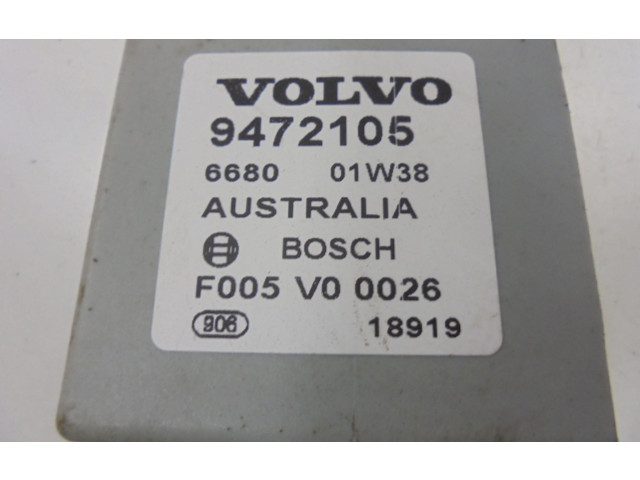 VOLVO
9472105
6680 01W38
AUSTRALIA
BOSCH
F005 V0 0026
906 18919